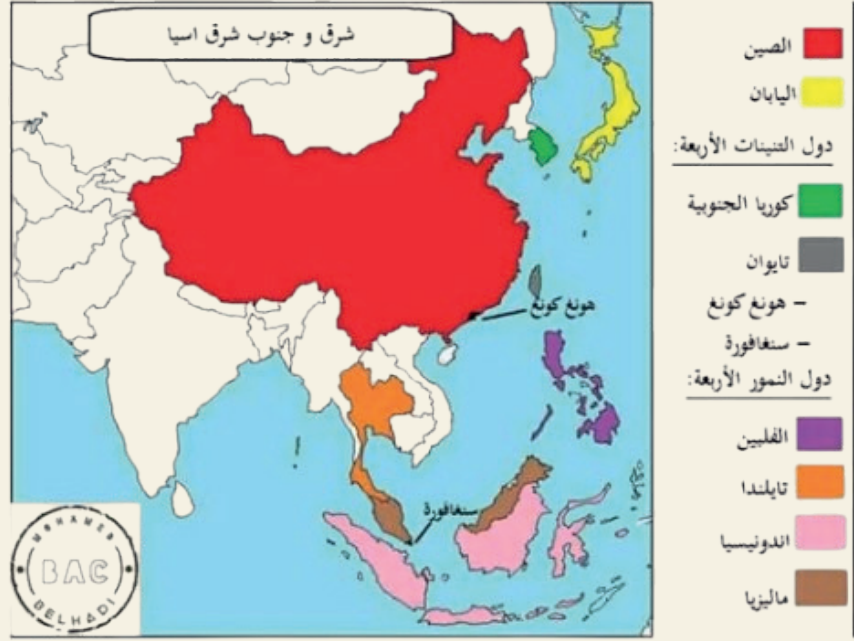 شرق و جنوب شرق اسيا
الصين
اليابان
دول التنينات الأربعة:
كوريا الجنوبية
تايوان
– هونغ كونغ
– سنغافورة
دول النمور الأربعة:
الفلبين
تايلندا
اندونيسيا
ماليزيا
هونغ كونغ
سنغافورة
MOHAMED
BAC
BELHADI